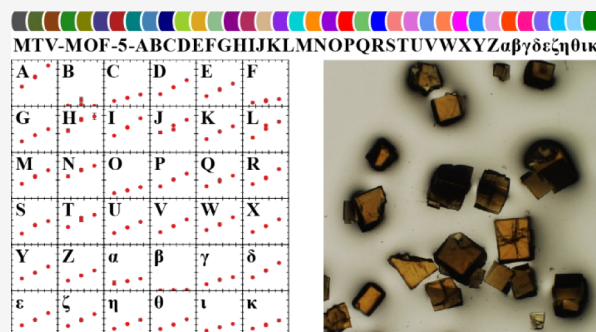 MTV-MOF-5-ABCDEFGHIJKLMNOPQRSTUVWXYZαβγδεζηθικ
A B C D E F
G H I J K L
M N O P Q R
S T U V W X
Y Z α β γ δ
ε ζ η θ ι κ